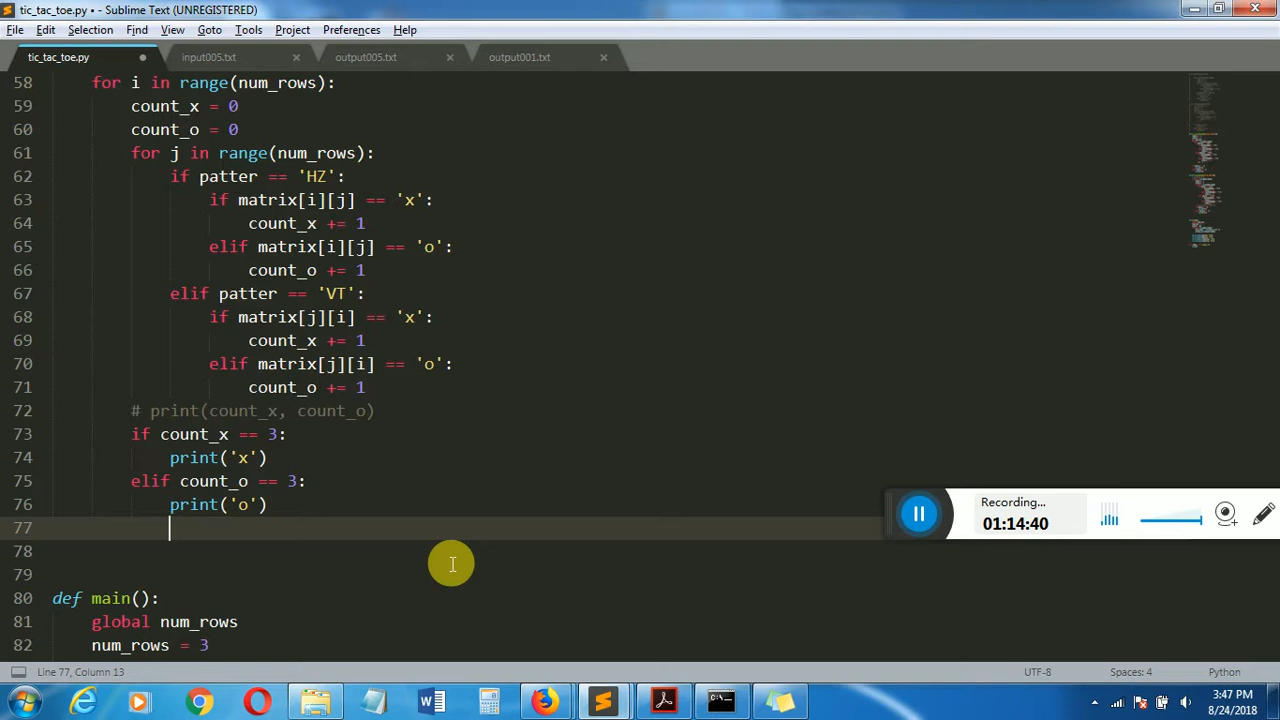 tic_tac_toe.py • - Sublime Text (UNREGISTERED)
File Edit Selection Find View Goto Tools Project Preferences Help
tic_tac_toe.py input005.txt output005.txt output001.txt
58 for i in range(num_rows):
59 count_x = 0
60 count_o = 0
61 for j in range(num_rows):
62 if patter == 'HZ':
63 if matrix[i][j] == 'x':
64 count_x += 1
65 elif matrix[i][j] == 'o':
66 count_o += 1
67 elif patter == 'VT':
68 if matrix[j][i] == 'x':
69 count_x += 1
70 elif matrix[j][i] == 'o':
71 count_o += 1
72 # print(count_x, count_o)
73 if count_x == 3:
74 print('x')
75 elif count_o == 3:
76 print('o')
77
78
79
80 def main():
81 global num_rows
82 num_rows = 3
Recording...
01:14:40
Line 77, Column 13 UTF-8 Spaces: 4 Python
3:47 PM
8/24/2018